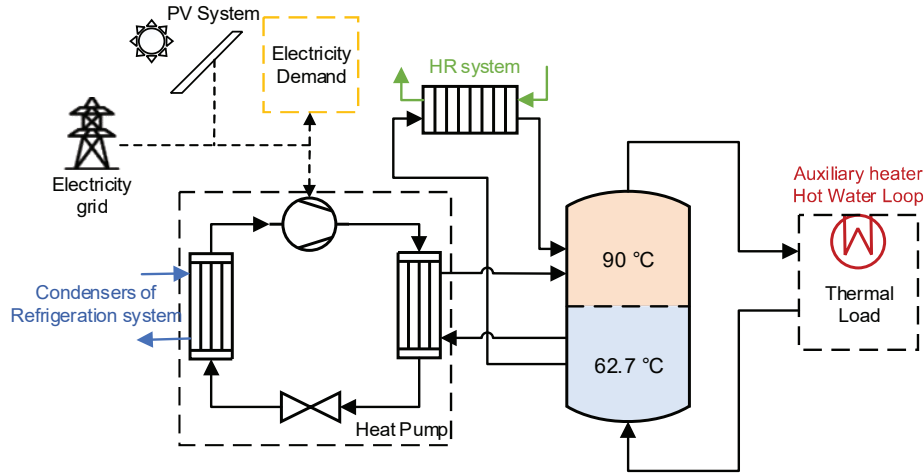 PV System
Electricity
Demand
HR system
Electricity
grid
Auxiliary heater
Hot Water Loop
90 °C
Condensers of
Refrigeration system
Thermal
Load
62.7 °C
Heat Pump